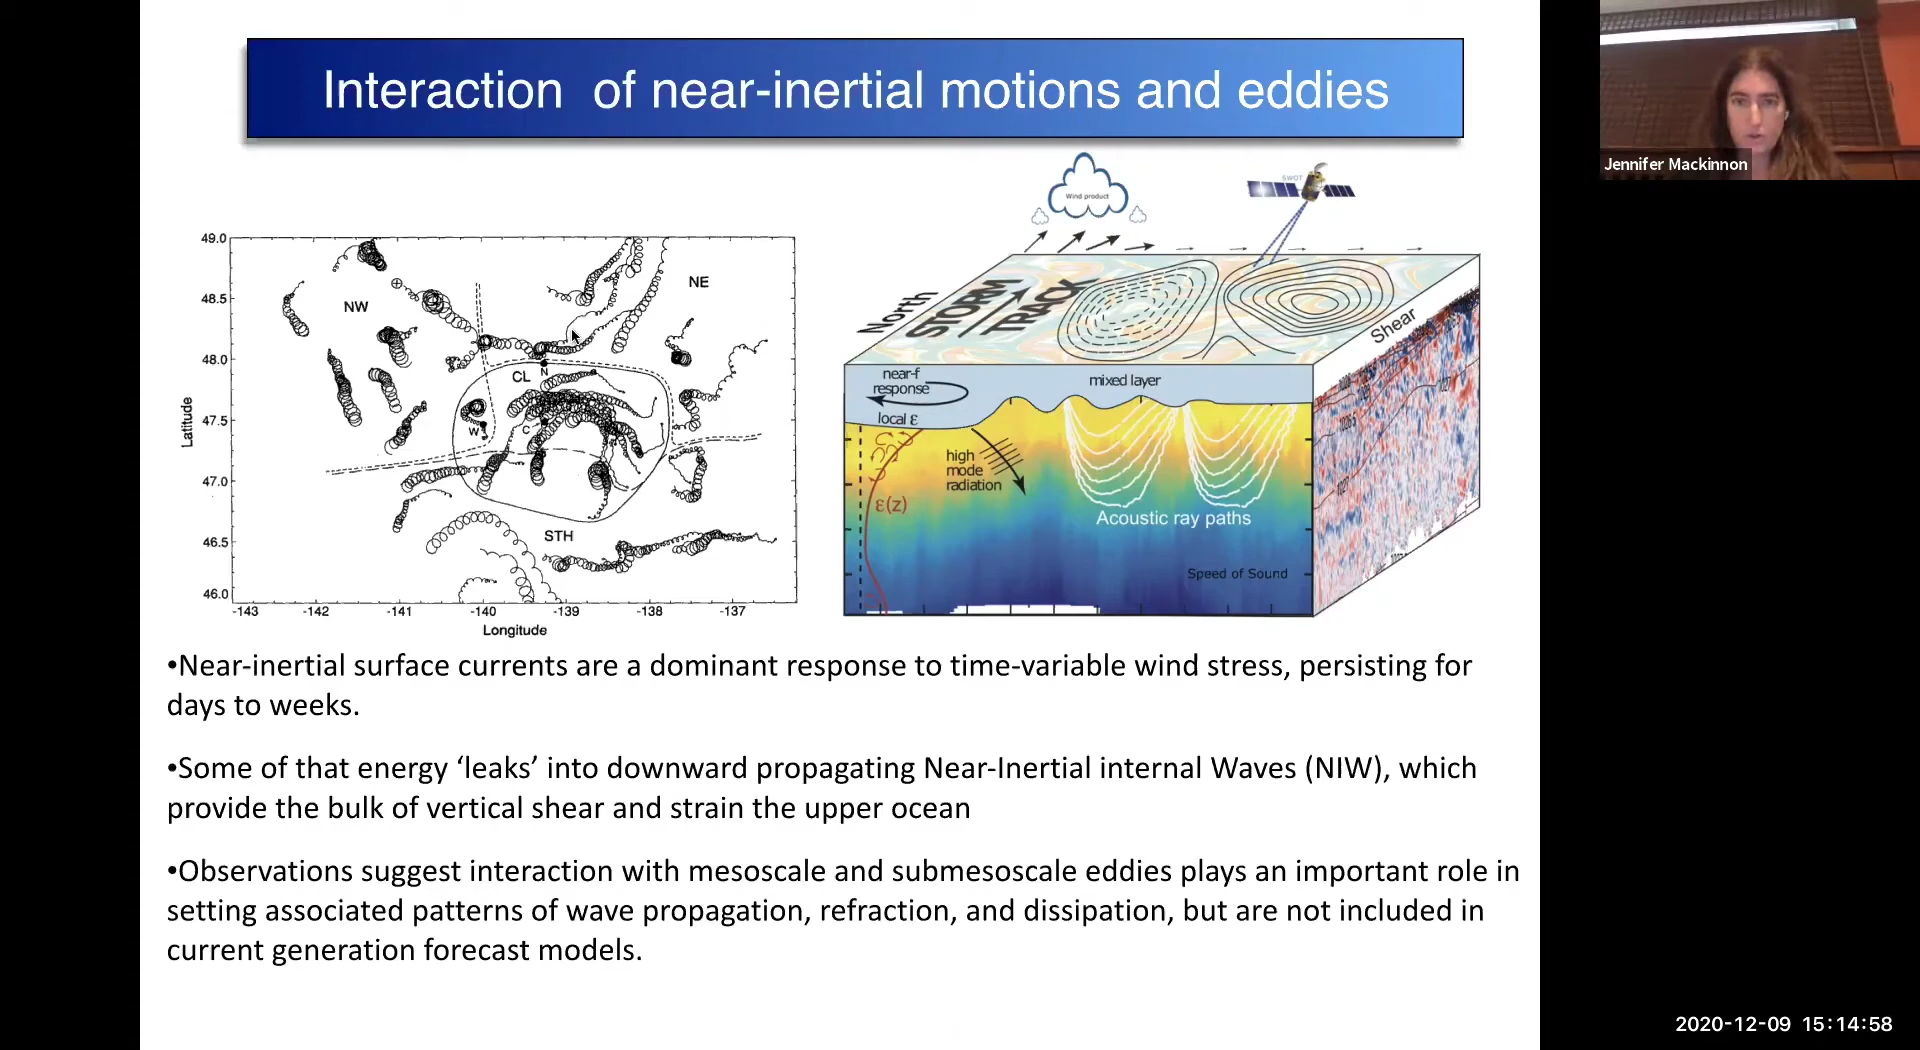 Interaction of near-inertial motions and eddies
Jennifer Mackinnon
Wind product
SWOT
49.0
48.5
48.0
47.5
47.0
46.5
46.0
Latitude
-143
-142
-141
-140
-139
-138
-137
Longitude
NW
NE
CL
N
W
C
STH
North
STORM
TRACK
Shear
near-f
response
mixed layer
local ε
high
mode
radiation
ε(z)
Acoustic ray paths
Speed of Sound
1027
•Near-inertial surface currents are a dominant response to time-variable wind stress, persisting for
days to weeks.
•Some of that energy ‘leaks’ into downward propagating Near-Inertial internal Waves (NIW), which
provide the bulk of vertical shear and strain the upper ocean
•Observations suggest interaction with mesoscale and submesoscale eddies plays an important role in
setting associated patterns of wave propagation, refraction, and dissipation, but are not included in
current generation forecast models.
2020-12-09 15:14:58